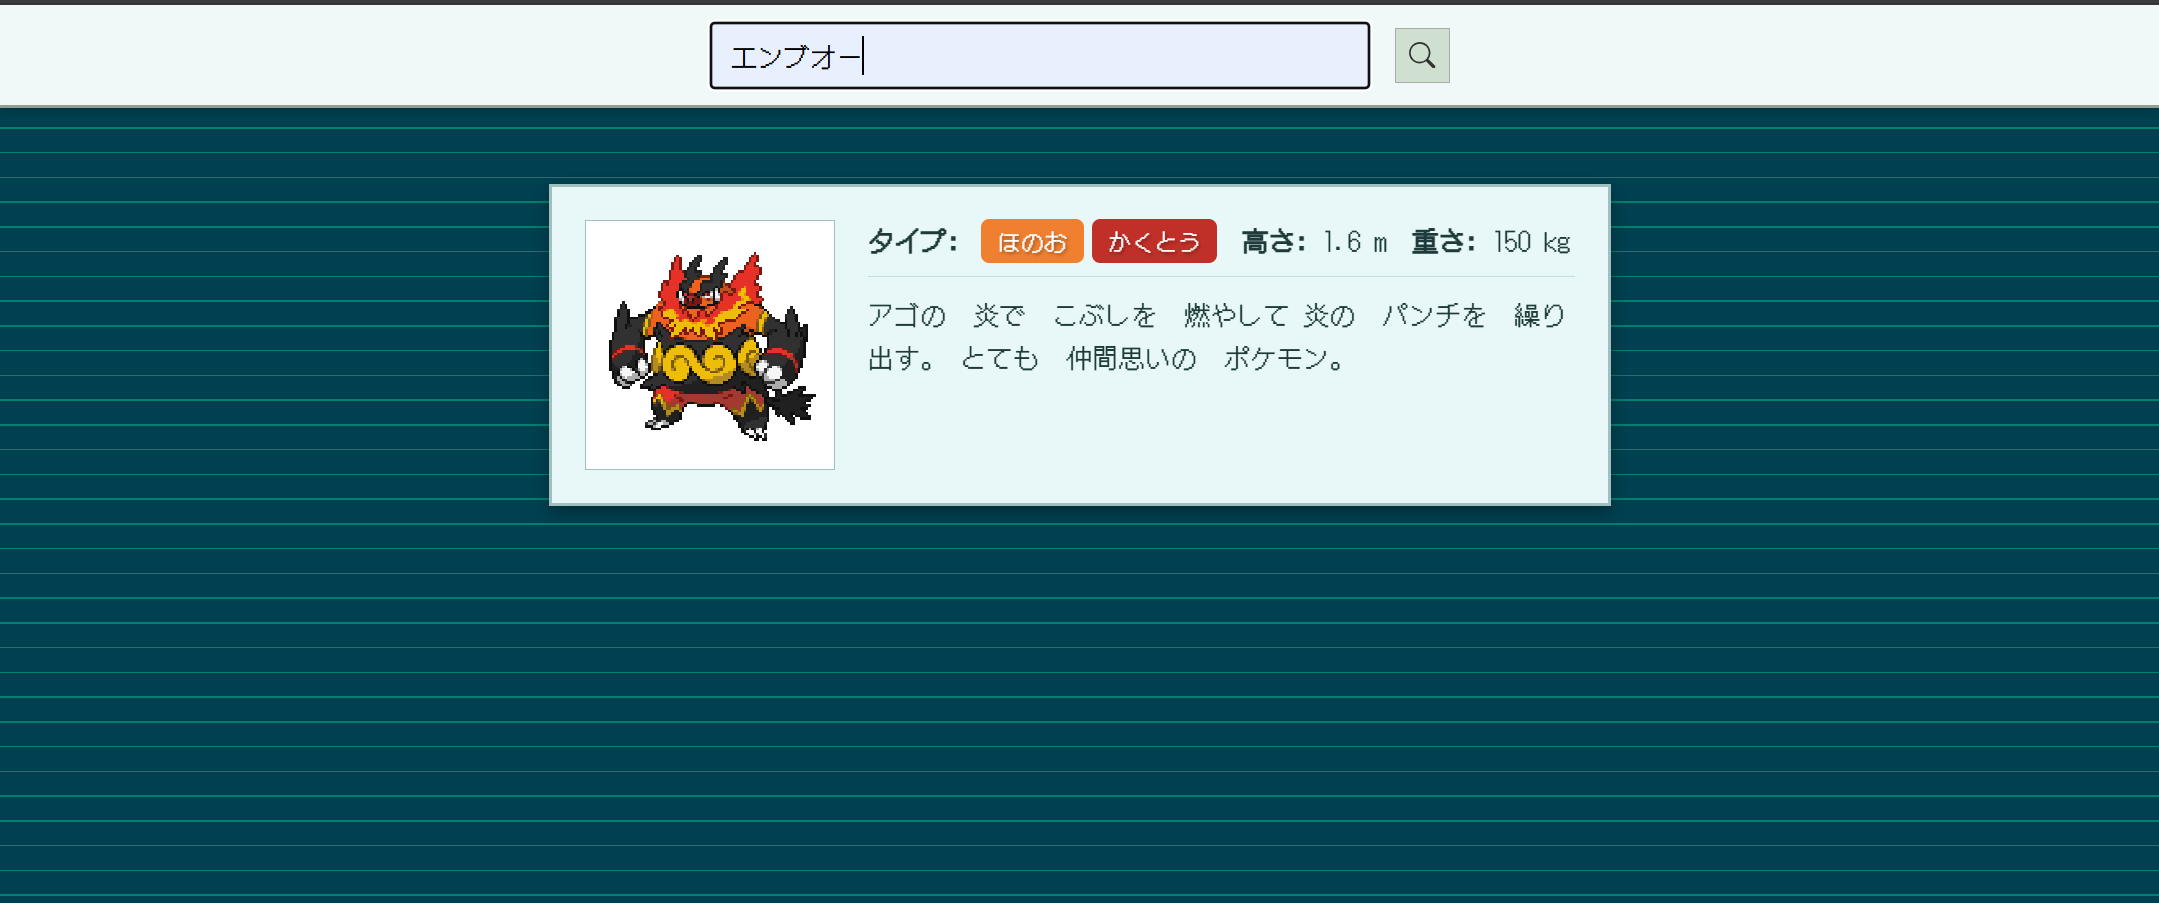 エンブオー
タイプ: ほのお かくとう 高さ: 1.6 m 重さ: 150 kg
アゴの　炎で　こぶしを　燃やして 炎の　パンチを　繰り
出す。 とても　仲間思いの　ポケモン。